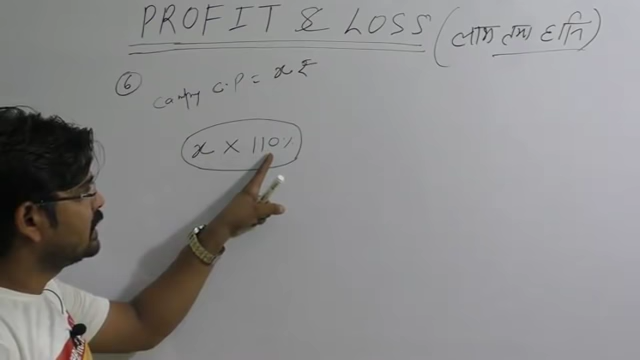 PROFIT & LOSS (लाभ तथा हानि)
6 C.P = x ₹
x × 110%